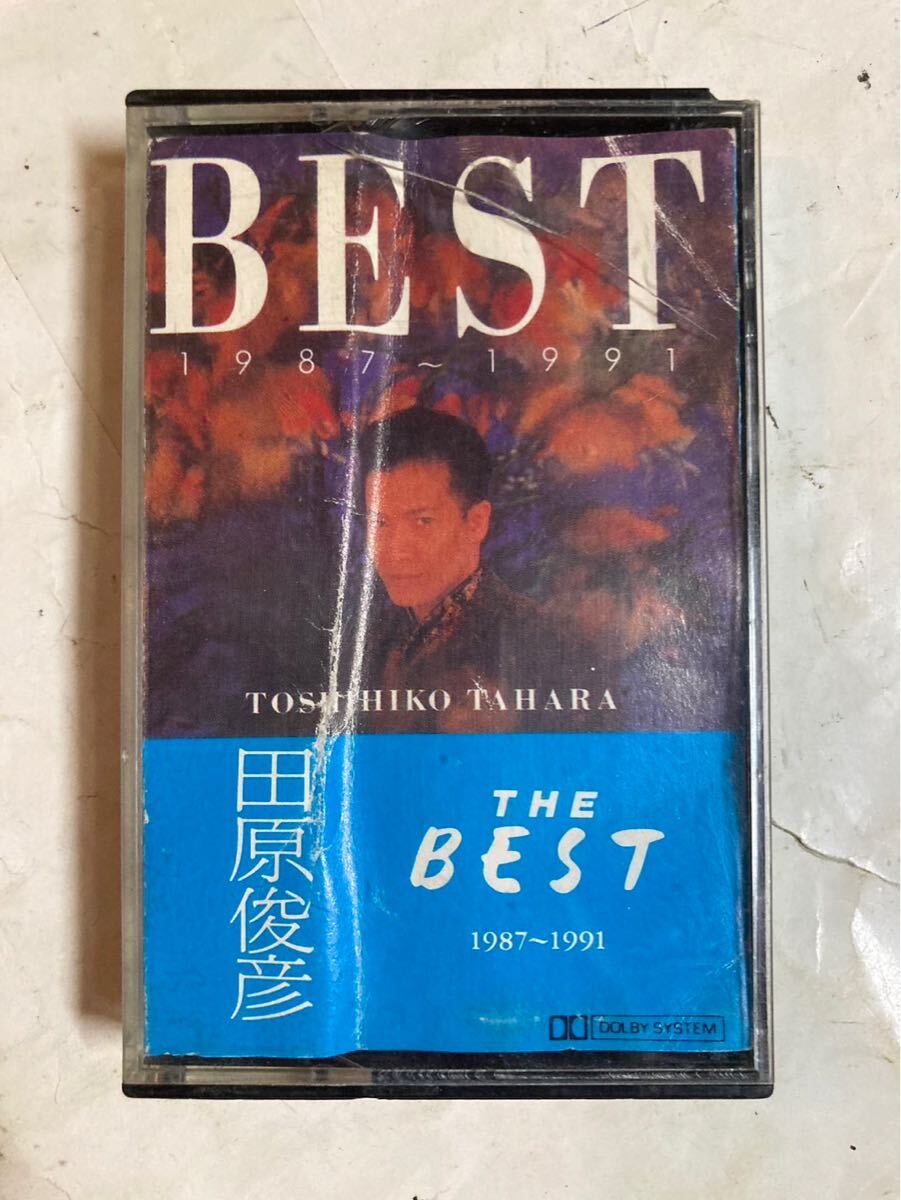 BEST
1987~1991
TOSHIHIKO TAHARA
田原俊彦
THE
BEST
1987~1991
DOLBY SYSTEM